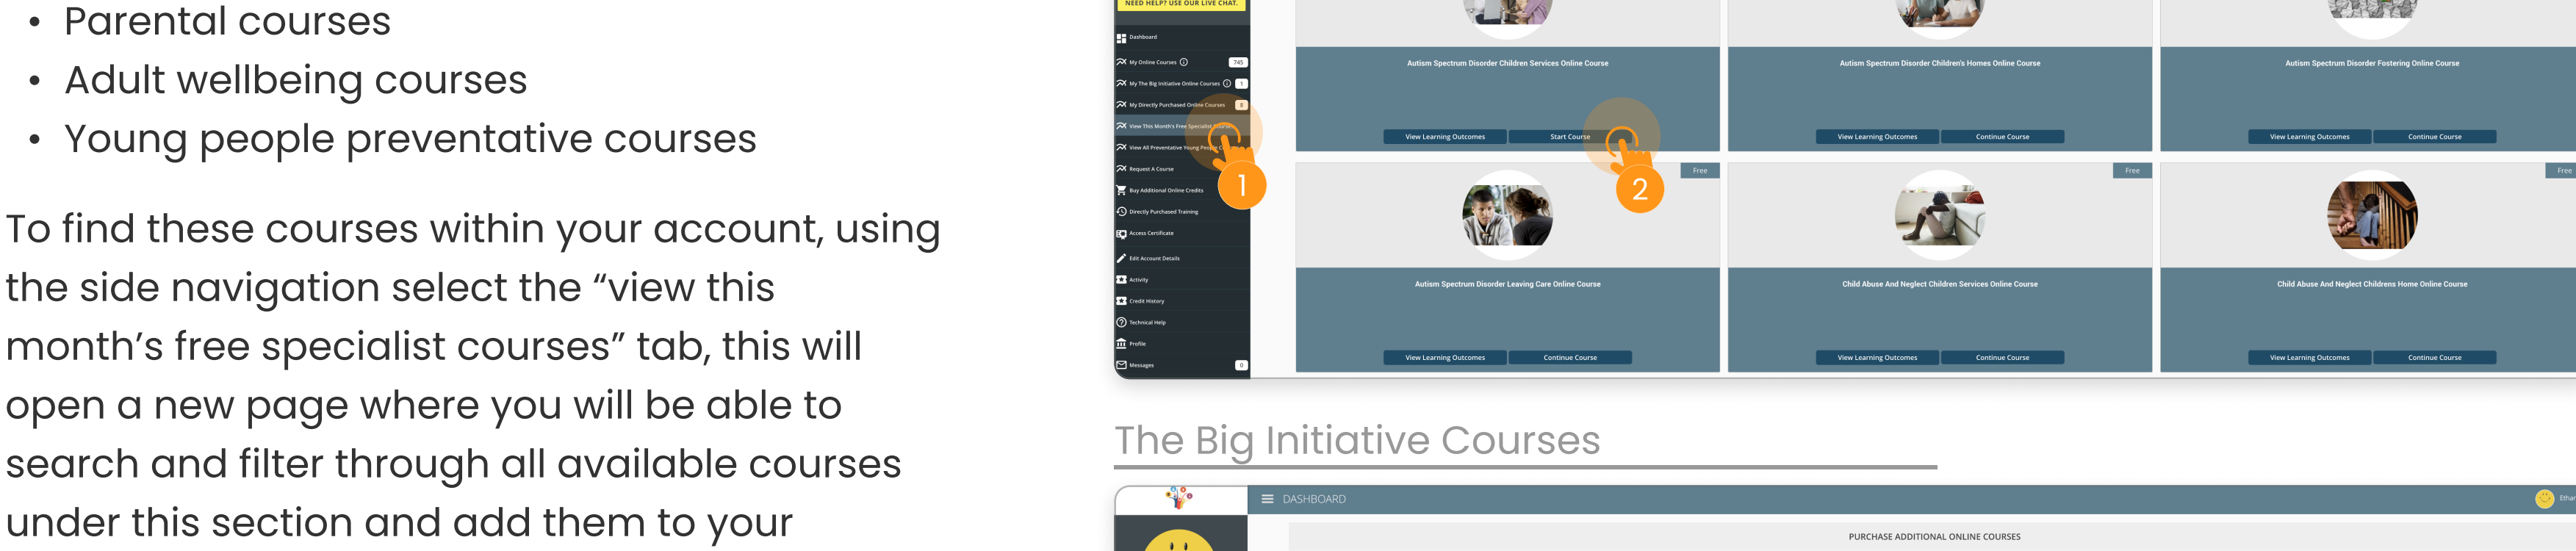 • Parental courses
• Adult wellbeing courses
• Young people preventative courses
To find these courses within your account, using
the side navigation select the “view this
month’s free specialist courses” tab, this will
open a new page where you will be able to
search and filter through all available courses
under this section and add them to your
NEED HELP? USE OUR LIVE CHAT.
Dashboard
My Online Courses 745
My The Big Initiative Online Courses 1
My Directly Purchased Online Courses 8
View This Month's Free Specialist
View All Preventative Young People
Request A Course
Buy Additional Online Credits
Directly Purchased Training
Access Certificate
Edit Account Details
Activity
Credit History
Technical Help
Profile
Messages 0
1
Autism Spectrum Disorder Children Services Online Course
View Learning Outcomes Start Course
2
Autism Spectrum Disorder Children's Homes Online Course
View Learning Outcomes Continue Course
Autism Spectrum Disorder Fostering Online Course
View Learning Outcomes Continue Course
Free
Autism Spectrum Disorder Leaving Care Online Course
View Learning Outcomes Continue Course
Free
Child Abuse And Neglect Children Services Online Course
View Learning Outcomes Continue Course
Free
Child Abuse And Neglect Childrens Home Online Course
View Learning Outcomes Continue Course
The Big Initiative Courses
DASHBOARD
PURCHASE ADDITIONAL ONLINE COURSES